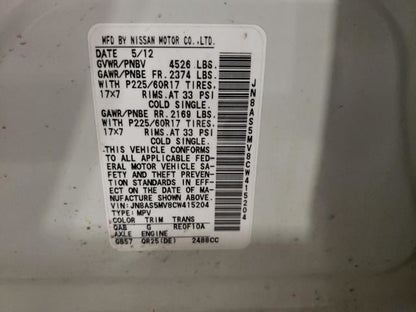 MFD BY NISSAN MOTOR CO.,LTD.
DATE 5/12
GVWR/PNBV 4526 LBS.
GAWR/PNBE FR. 2374 LBS.
WITH P225/60R17 TIRES,
17x7 RIMS.AT 33 PSI
COLD SINGLE.
GAWR/PNBE RR. 2169 LBS.
WITH P225/60R17 TIRES,
17x7 RIMS.AT 33 PSI
COLD SINGLE.
THIS VEHICLE CONFORMS
TO ALL APPLICABLE FED-
ERAL MOTOR VEHICLE SA-
FETY AND THEFT PREVEN-
TION STANDARDS IN EFF-
ECT ON THE DATE OF MA-
NUFACTURE SHOWN ABOVE.
VIN:JN8AS5MV8CW415204
TYPE:MPV
COLOR TRIM TRANS
QAB G RE0F10A
AXLE ENGINE
GB57 QR25(DE) 2488CC
JN8AS5MV8CW415204